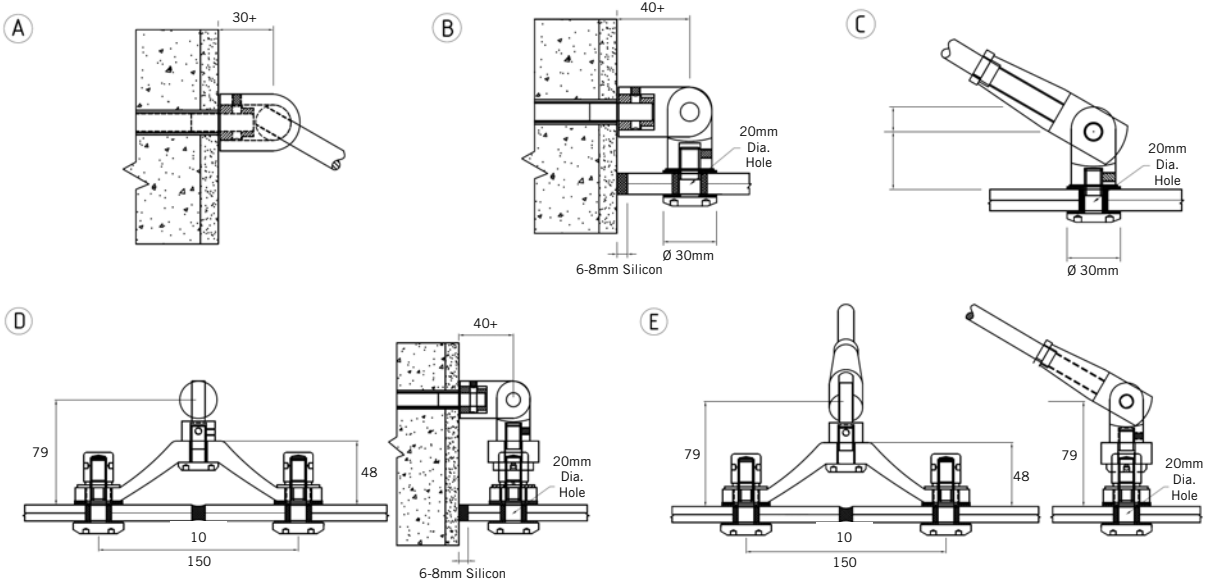 A
30+
B
40+
20mm
Dia.
Hole
Ø 30mm
6-8mm Silicon
C
20mm
Dia.
Hole
Ø 30mm
D
79
48
10
150
40+
20mm
Dia.
Hole
6-8mm Silicon
E
79
48
10
150
79
20mm
Dia.
Hole